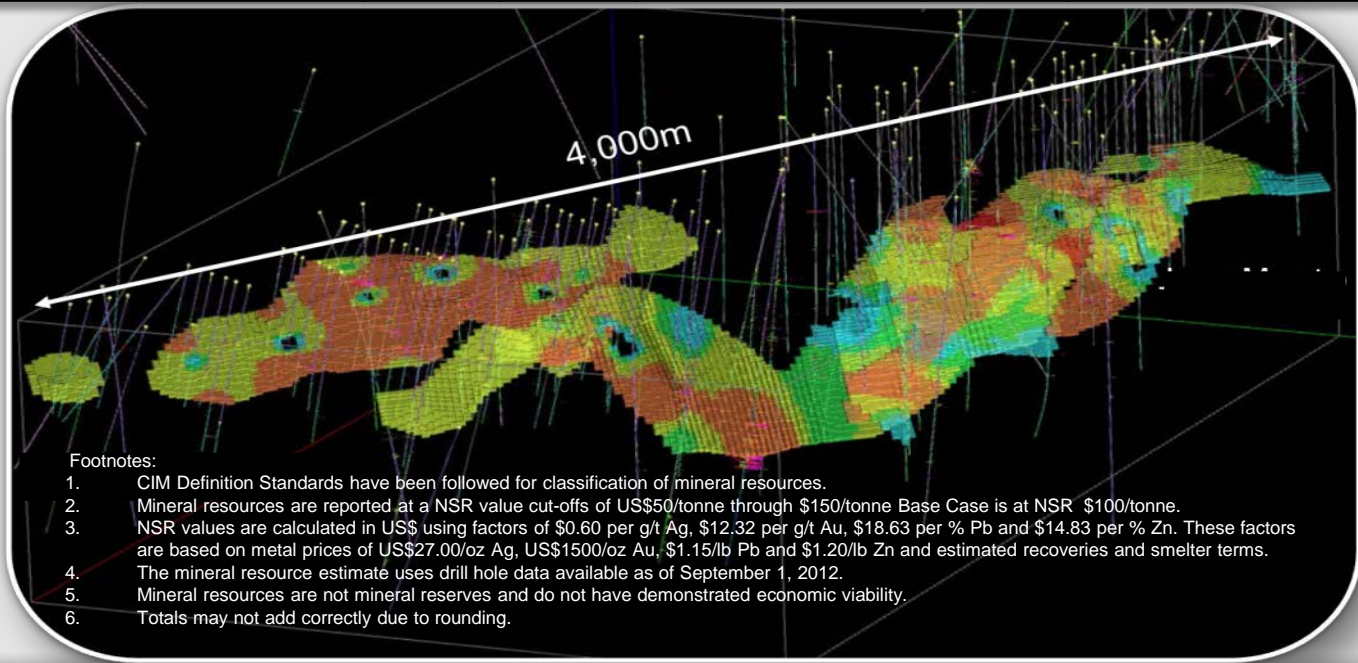 4,000m
Footnotes:
1. CIM Definition Standards have been followed for classification of mineral resources.
2. Mineral resources are reported at a NSR value cut-offs of US$50/tonne through $150/tonne Base Case is at NSR $100/tonne.
3. NSR values are calculated in US$ using factors of $0.60 per g/t Ag, $12.32 per g/t Au, $18.63 per % Pb and $14.83 per % Zn. These factors
are based on metal prices of US$27.00/oz Ag, US$1500/oz Au, $1.15/lb Pb and $1.20/lb Zn and estimated recoveries and smelter terms.
4. The mineral resource estimate uses drill hole data available as of September 1, 2012.
5. Mineral resources are not mineral reserves and do not have demonstrated economic viability.
6. Totals may not add correctly due to rounding.